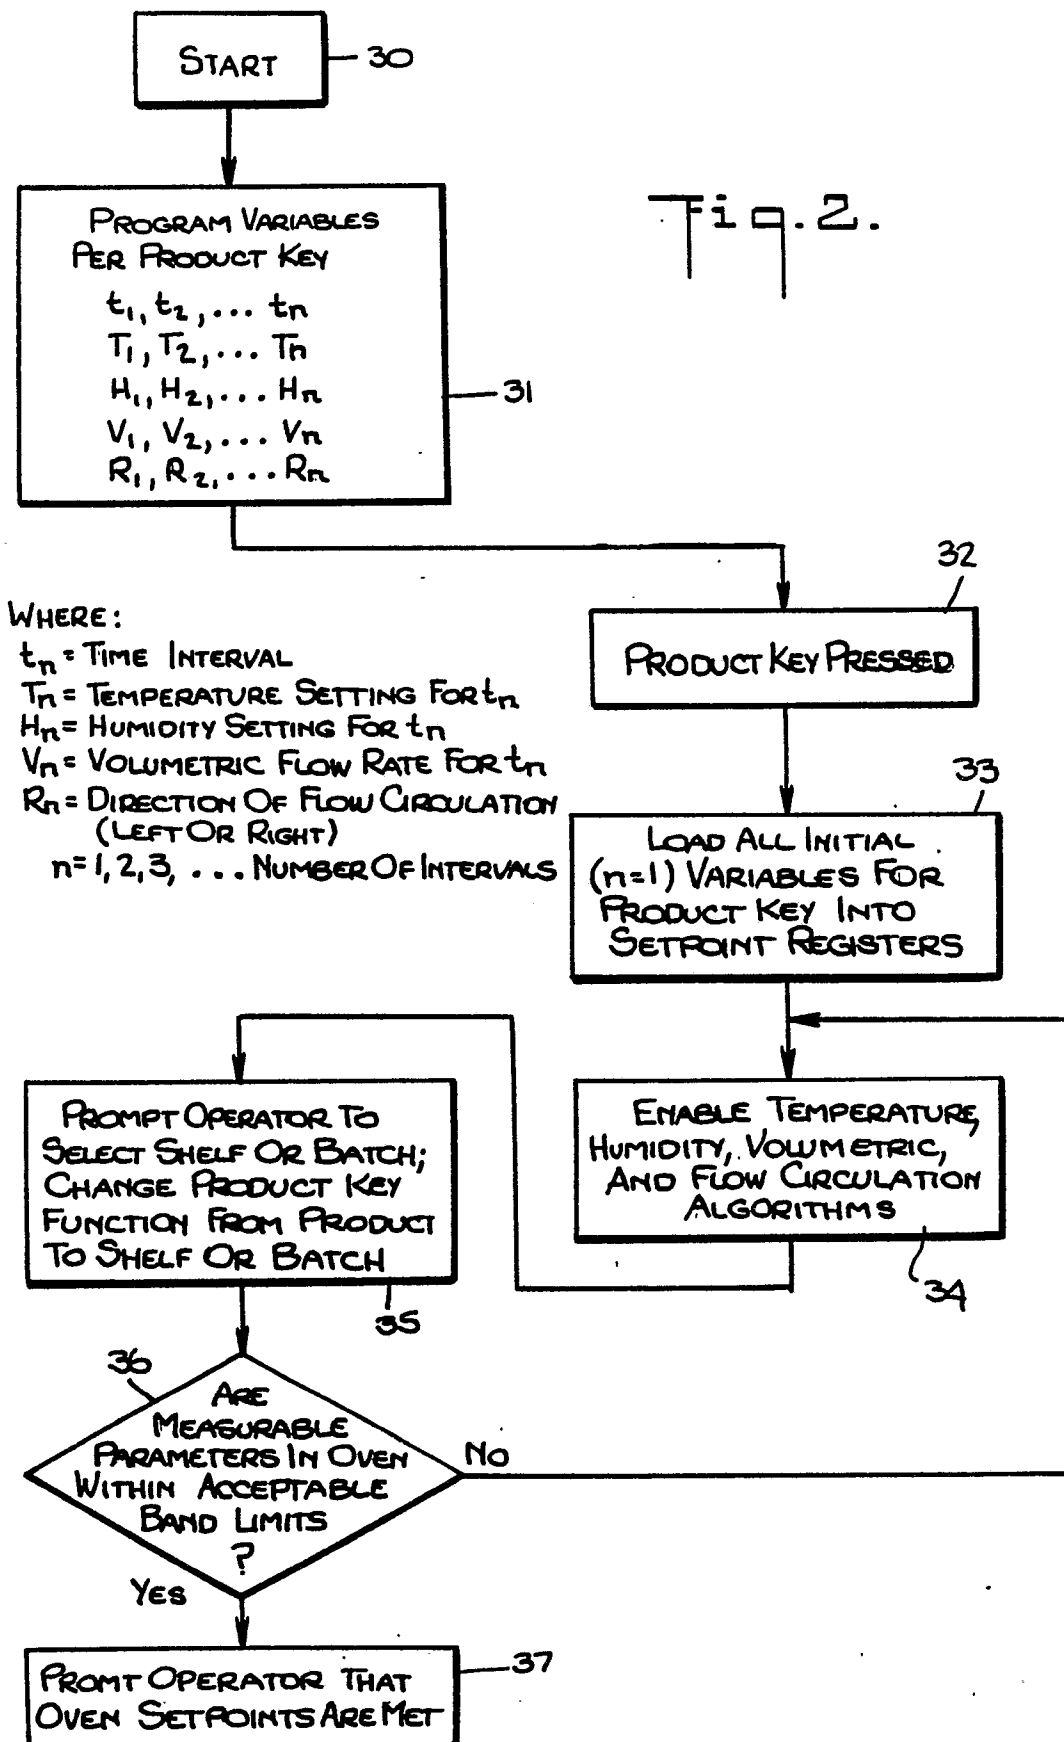 START
30
Fig. 2.
PROGRAM VARIABLES
PER PRODUCT KEY
t1, t2, ... tn
T1, T2, ... Tn
H1, H2, ... Hn
V1, V2, ... Vn
R1, R2, ... Rn
31
WHERE:
tn = TIME INTERVAL
Tn = TEMPERATURE SETTING FOR tn
Hn = HUMIDITY SETTING FOR tn
Vn = VOLUMETRIC FLOW RATE FOR tn
Rn = DIRECTION OF FLOW CIRCULATION
(LEFT OR RIGHT)
n = 1, 2, 3, ... NUMBER OF INTERVALS
32
PRODUCT KEY PRESSED
33
LOAD ALL INITIAL
(n=1) VARIABLES FOR
PRODUCT KEY INTO
SETPOINT REGISTERS
ENABLE TEMPERATURE,
HUMIDITY, VOLUMETRIC,
AND FLOW CIRCULATION
ALGORITHMS
34
PROMPT OPERATOR TO
SELECT SHELF OR BATCH;
CHANGE PRODUCT KEY
FUNCTION FROM PRODUCT
TO SHELF OR BATCH
35
36
ARE
MEASURABLE
PARAMETERS IN OVEN
WITHIN ACCEPTABLE
BAND LIMITS
?
NO
YES
PROMT OPERATOR THAT
OVEN SETPOINTS ARE MET
37